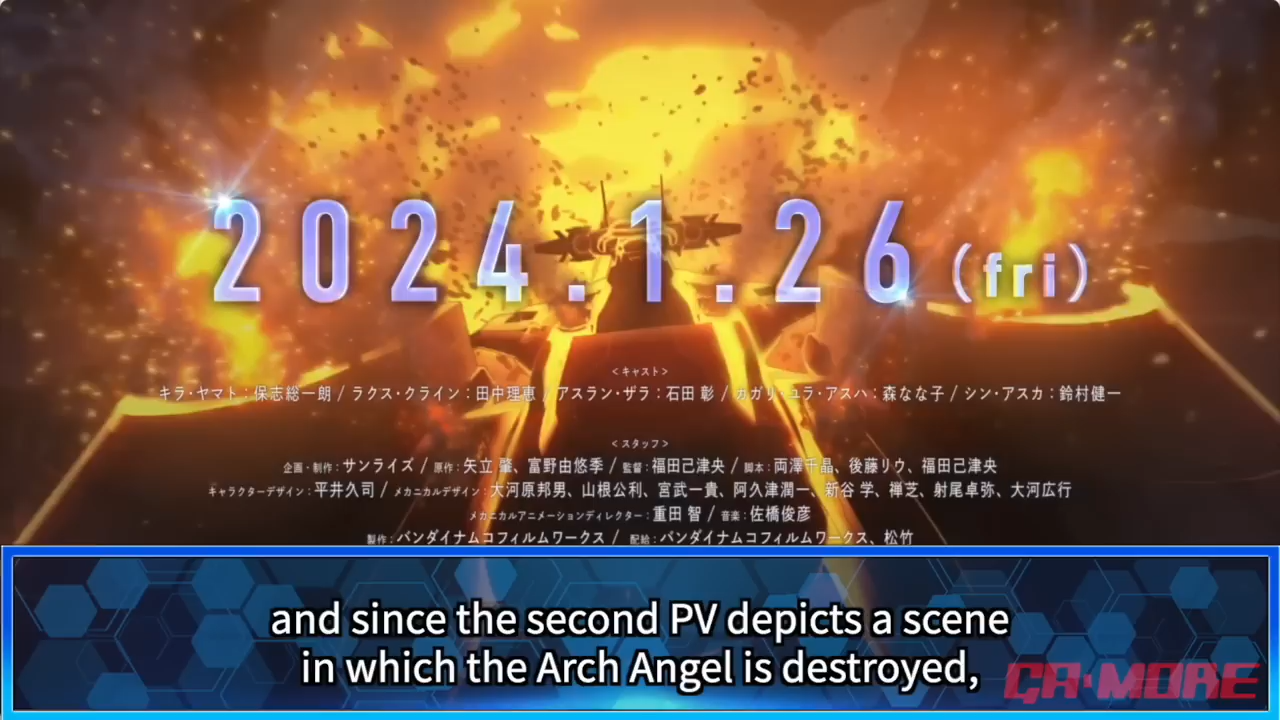 2024.1.26(fri)
<キャスト>
キラ・ヤマト：保志総一朗 / ラクス・クライン：田中理恵 / アスラン・ザラ：石田 彰 / カガリ・ユラ・アスハ：森なな子 / シン・アスカ：鈴村健一
<スタッフ>
企画・制作：サンライズ / 原作：矢立 肇、富野由悠季 / 監督：福田己津央 / 脚本：両澤千晶、後藤リウ、福田己津央
キャラクターデザイン：平井久司 / メカニカルデザイン：大河原邦男、山根公利、宮武一貴、阿久津潤一、新谷 学、禅芝、射尾卓弥、大河広行
メカニカルアニメーションディレクター：重田 智 / 音楽：佐橋俊彦
製作：バンダイナムコフィルムワークス / 配給：バンダイナムコフィルムワークス、松竹
and since the second PV depicts a scene
in which the Arch Angel is destroyed,
GR·MORE